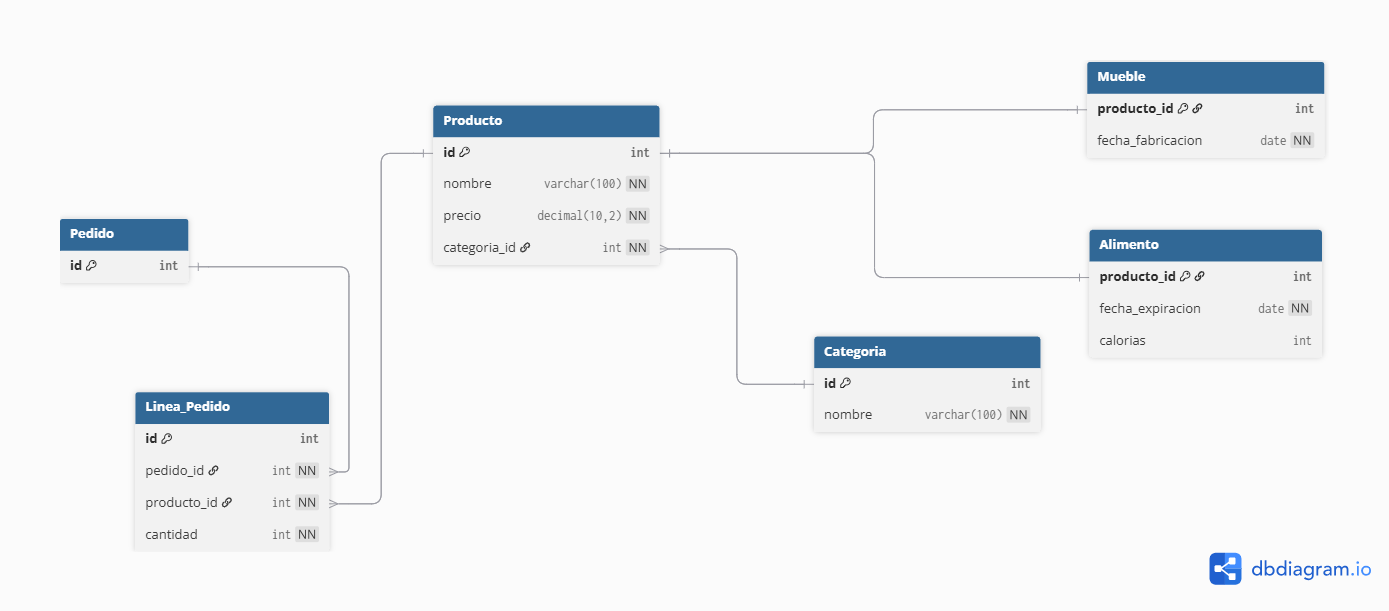 Producto
id int
nombre varchar(100) NN
precio decimal(10,2) NN
categoria_id int NN
Pedido
id int
Linea_Pedido
id int
pedido_id int NN
producto_id int NN
cantidad int NN
Mueble
producto_id int
fecha_fabricacion date NN
Alimento
producto_id int
fecha_expiracion date NN
calorias int
Categoria
id int
nombre varchar(100) NN
dbdiagram.io